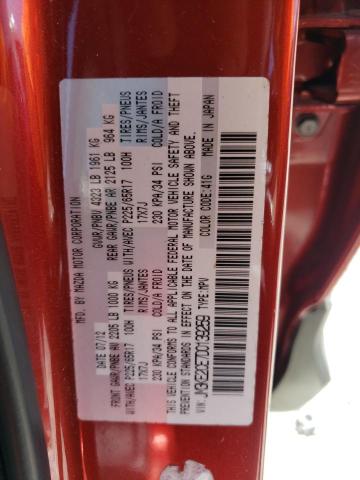 MFD. BY MAZDA MOTOR CORPORATION
DATE 07/12 GVWR/PNBV 4323 LB 1961 KG
FRONT GAWR/PNBE AV 2205 LB 1000 KG REAR GAWR/PNBE AR 2125 LB 964 KG
WITH/AVEC P225/65R17 100H TIRES/PNEUS WITH/AVEC P225/65R17 100H TIRES/PNEUS
17X7J RIMS/JANTES 17X7J RIMS/JANTES
230 KPA/34 PSI COLD/A FROID 230 KPA/34 PSI COLD/A FROID
THIS VEHICLE CONFORMS TO ALL APPLICABLE FEDERAL MOTOR VEHICLE SAFETY AND THEFT
PREVENTION STANDARDS IN EFFECT ON THE DATE OF MANUFACTURE SHOWN ABOVE.
MADE IN JAPAN
VIN: TYPE: MPV COLOR CODE: 41G